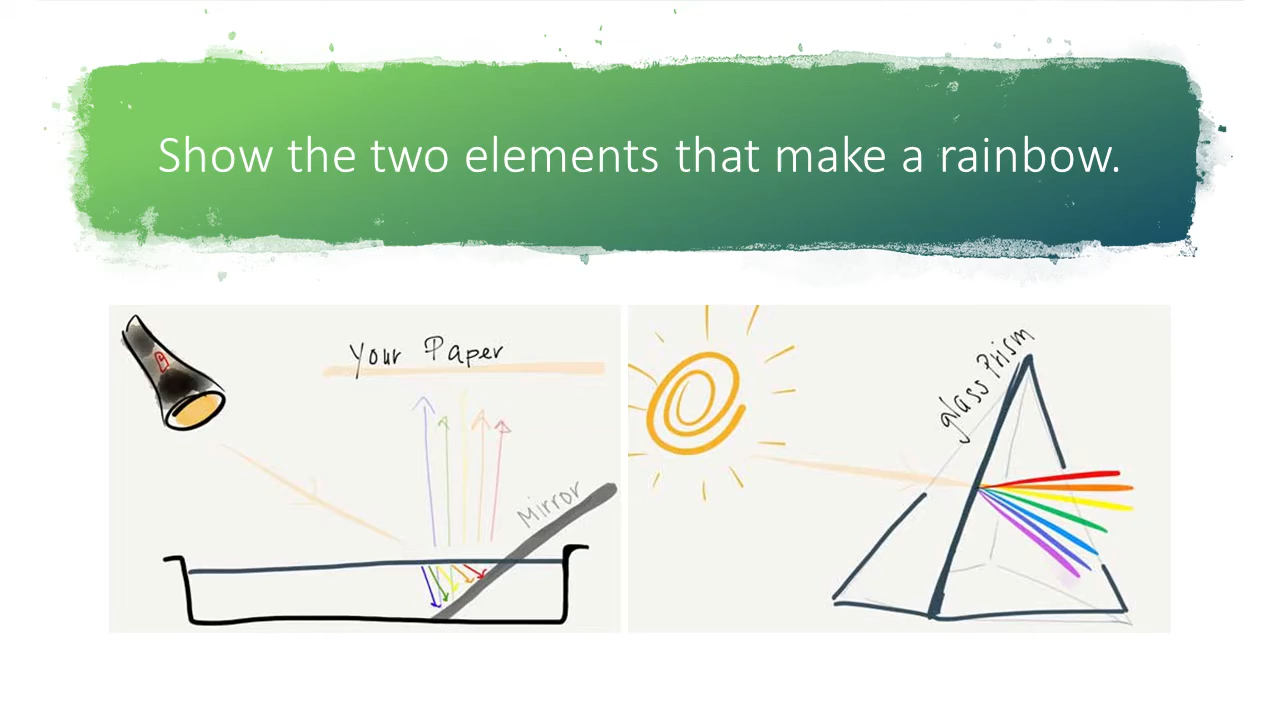 Show the two elements that make a rainbow.
Your Paper
Mirror
glass Prism